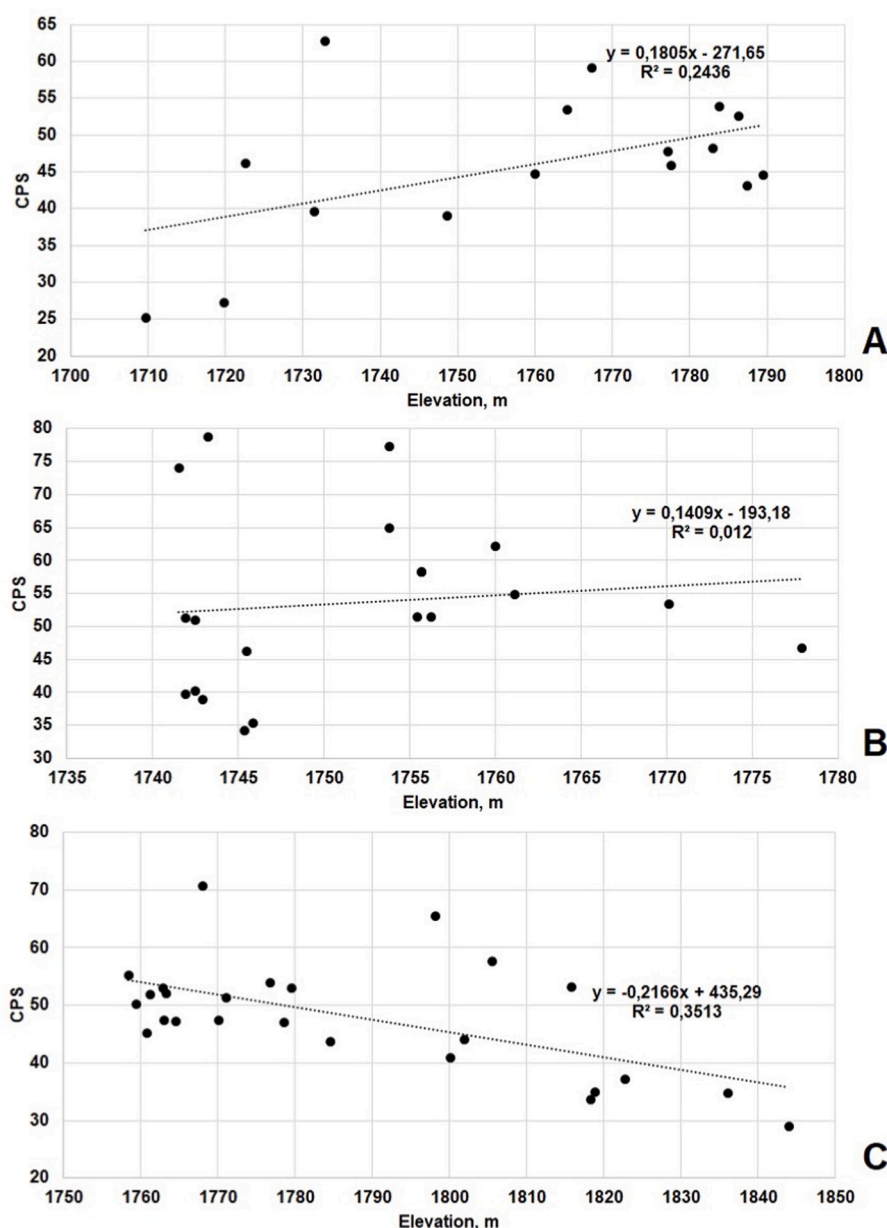 65
60
55
50
45
40
35
30
25
20
CPS
y = 0,1805x - 271,65
R² = 0,2436
1700 1710 1720 1730 1740 1750 1760 1770 1780 1790 1800
Elevation, m
A
80
75
70
65
60
55
50
45
40
35
30
CPS
y = 0,1409x - 193,18
R² = 0,012
1735 1740 1745 1750 1755 1760 1765 1770 1775 1780
Elevation, m
B
80
70
60
50
40
30
20
CPS
y = -0,2166x + 435,29
R² = 0,3513
1750 1760 1770 1780 1790 1800 1810 1820 1830 1840 1850
Elevation, m
C